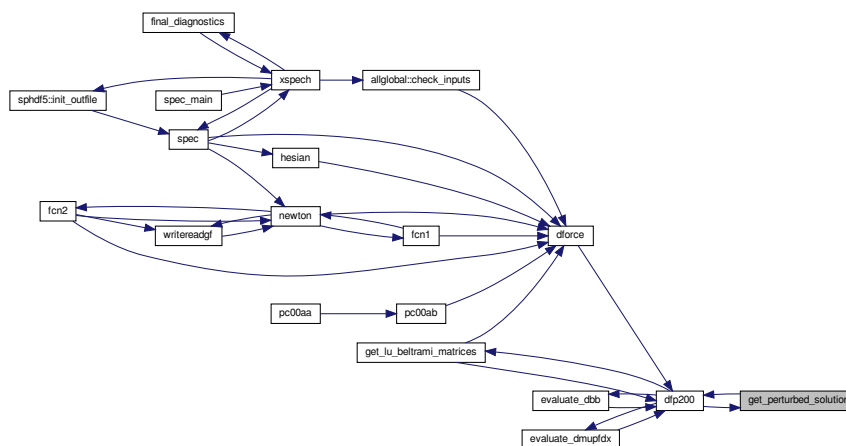 final_diagnostics
xspech
allglobal::check_inputs
sphdf5::init_outfile
spec_main
spec
hesian
fcn2
newton
writereadgf
fcn1
dforce
pc00aa
pc00ab
get_lu_beltrami_matrices
evaluate_dbb
dfp200
get_perturbed_solution
evaluate_dmupfdx